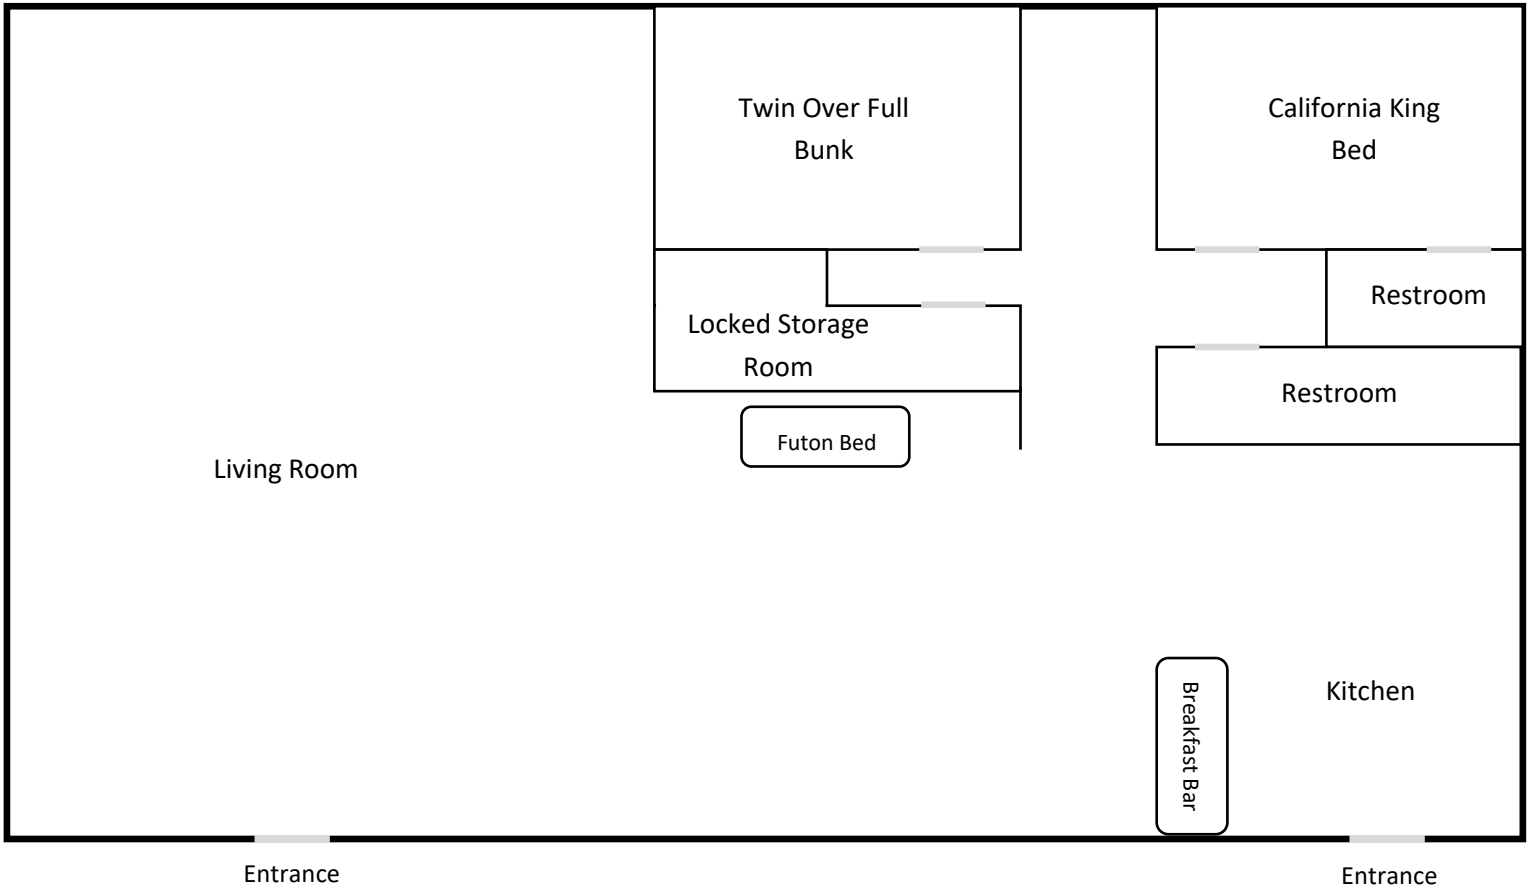 Twin Over Full
Bunk
California King
Bed
Restroom
Locked Storage
Room
Restroom
Futon Bed
Living Room
Kitchen
Breakfast Bar
Entrance
Entrance